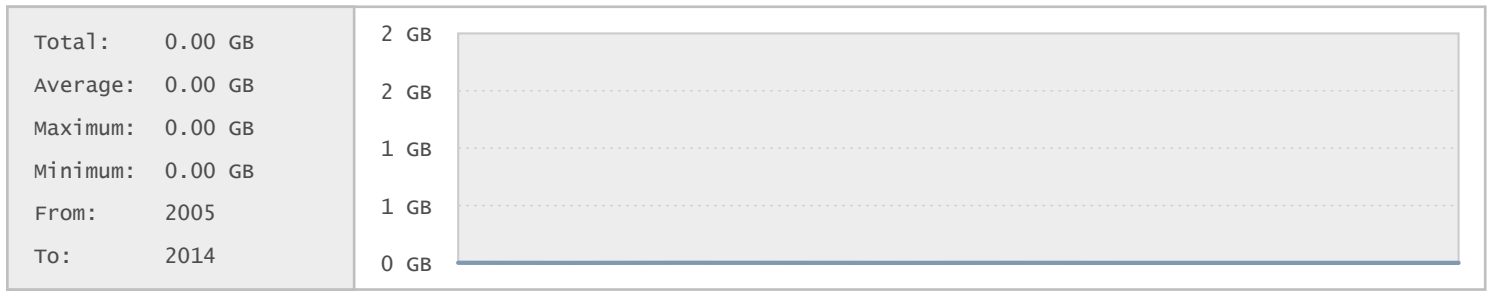 Total: 0.00 GB
Average: 0.00 GB
Maximum: 0.00 GB
Minimum: 0.00 GB
From: 2005
To: 2014
2 GB
2 GB
1 GB
1 GB
0 GB